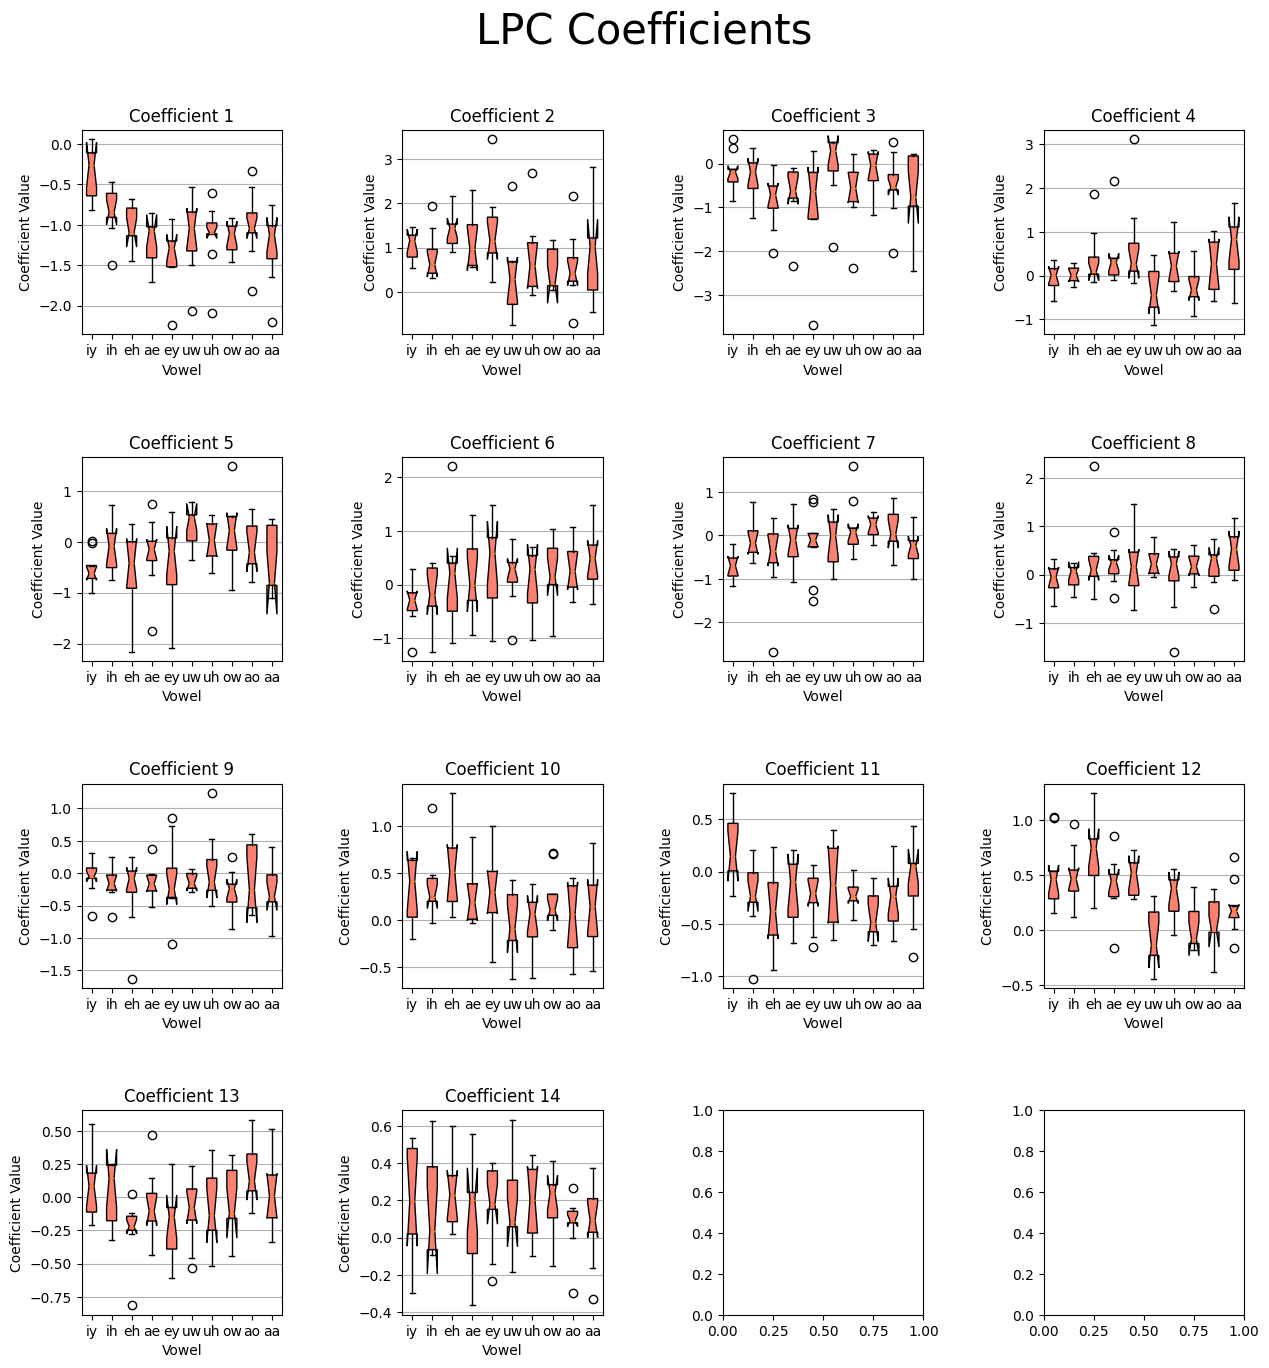 LPC Coefficients
Coefficient 1
Coefficient Value
0.0
−0.5
−1.0
−1.5
−2.0
iy ih eh ae ey uw uh ow ao aa
Vowel
Coefficient 2
Coefficient Value
3
2
1
0
iy ih eh ae ey uw uh ow ao aa
Vowel
Coefficient 3
Coefficient Value
0
−1
−2
−3
iy ih eh ae ey uw uh ow ao aa
Vowel
Coefficient 4
Coefficient Value
3
2
1
0
−1
iy ih eh ae ey uw uh ow ao aa
Vowel
Coefficient 5
Coefficient Value
1
0
−1
−2
iy ih eh ae ey uw uh ow ao aa
Vowel
Coefficient 6
Coefficient Value
2
1
0
−1
iy ih eh ae ey uw uh ow ao aa
Vowel
Coefficient 7
Coefficient Value
1
0
−1
−2
iy ih eh ae ey uw uh ow ao aa
Vowel
Coefficient 8
Coefficient Value
2
1
0
−1
iy ih eh ae ey uw uh ow ao aa
Vowel
Coefficient 9
Coefficient Value
1.0
0.5
0.0
−0.5
−1.0
−1.5
iy ih eh ae ey uw uh ow ao aa
Vowel
Coefficient 10
Coefficient Value
1.0
0.5
0.0
−0.5
iy ih eh ae ey uw uh ow ao aa
Vowel
Coefficient 11
Coefficient Value
0.5
0.0
−0.5
−1.0
iy ih eh ae ey uw uh ow ao aa
Vowel
Coefficient 12
Coefficient Value
1.0
0.5
0.0
−0.5
iy ih eh ae ey uw uh ow ao aa
Vowel
Coefficient 13
Coefficient Value
0.50
0.25
0.00
−0.25
−0.50
−0.75
iy ih eh ae ey uw uh ow ao aa
Vowel
Coefficient 14
Coefficient Value
0.6
0.4
0.2
0.0
−0.2
−0.4
iy ih eh ae ey uw uh ow ao aa
Vowel
1.0
0.8
0.6
0.4
0.2
0.0
0.00 0.25 0.50 0.75 1.00
1.0
0.8
0.6
0.4
0.2
0.0
0.00 0.25 0.50 0.75 1.00